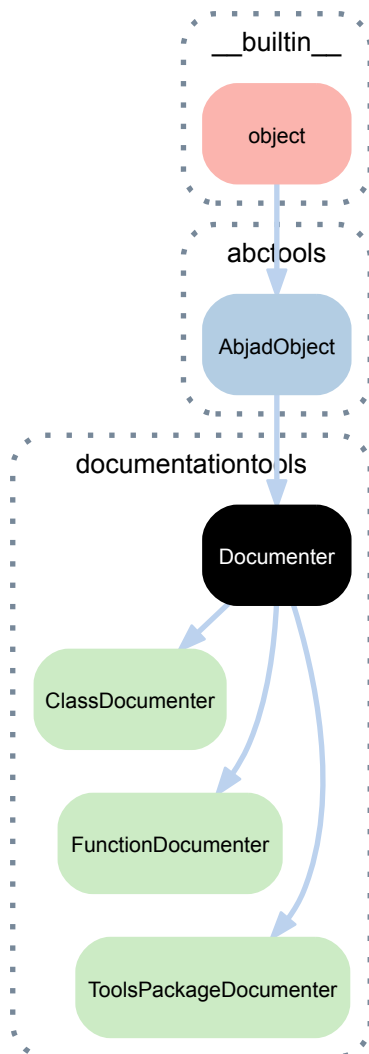 __builtin__
object
abctools
AbjadObject
documentationtools
Documenter
ClassDocumenter
FunctionDocumenter
ToolsPackageDocumenter